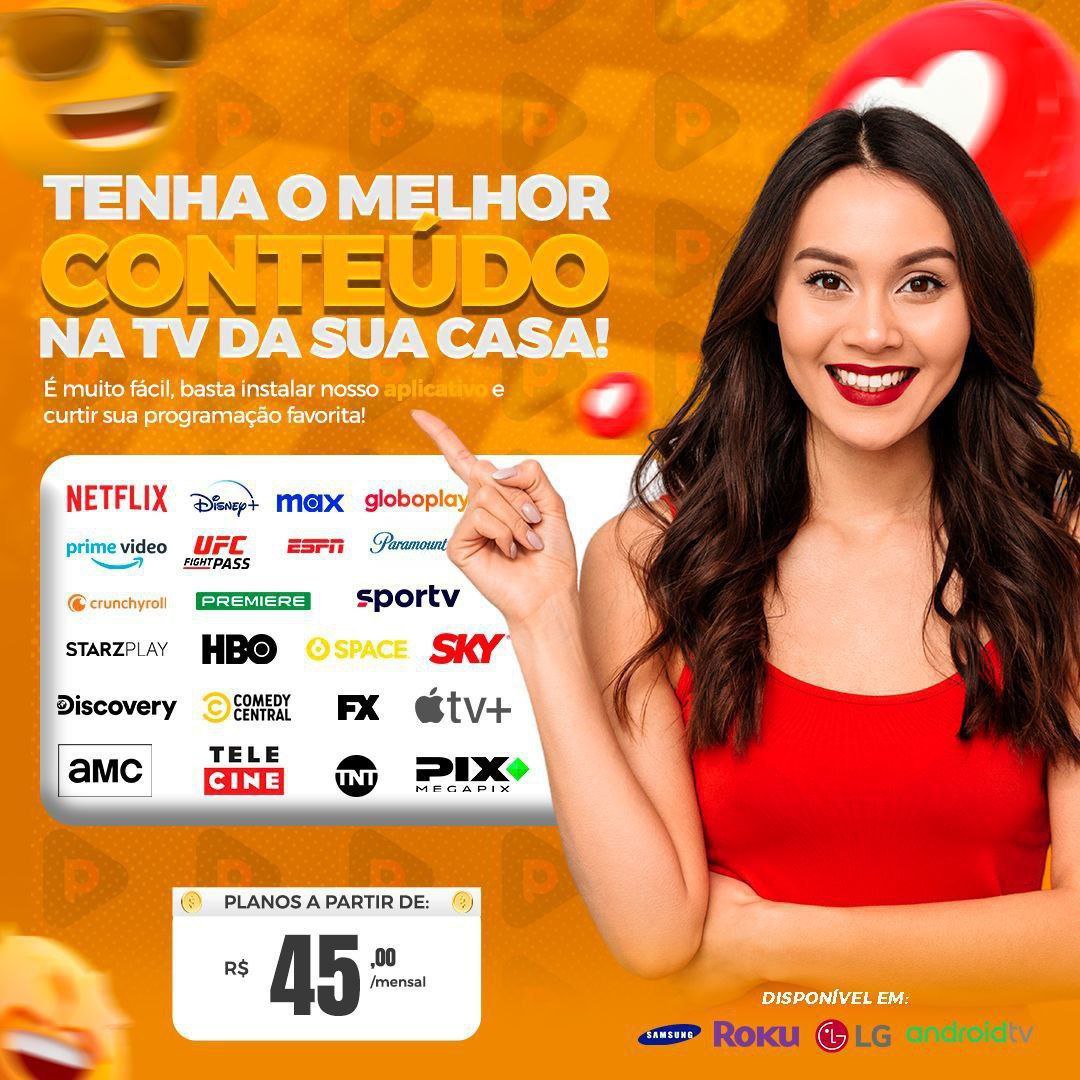 TENHA O MELHOR
CONTEÚDO
NA TV DA SUA CASA!
É muito fácil, basta instalar nosso aplicativo e
curtir sua programação favorita!
NETFLIX Disney+ max globoplay
prime video UFC FIGHT PASS ESPN Paramount
crunchyroll PREMIERE sportv
STARZPLAY HBO SPACE SKY
Discovery COMEDY CENTRAL FX tv+
aMC TELE CINE TNT PIX MEGAPIX
PLANOS A PARTIR DE:
R$ 45,00 /mensal
DISPONÍVEL EM:
SAMSUNG Roku LG androidtv